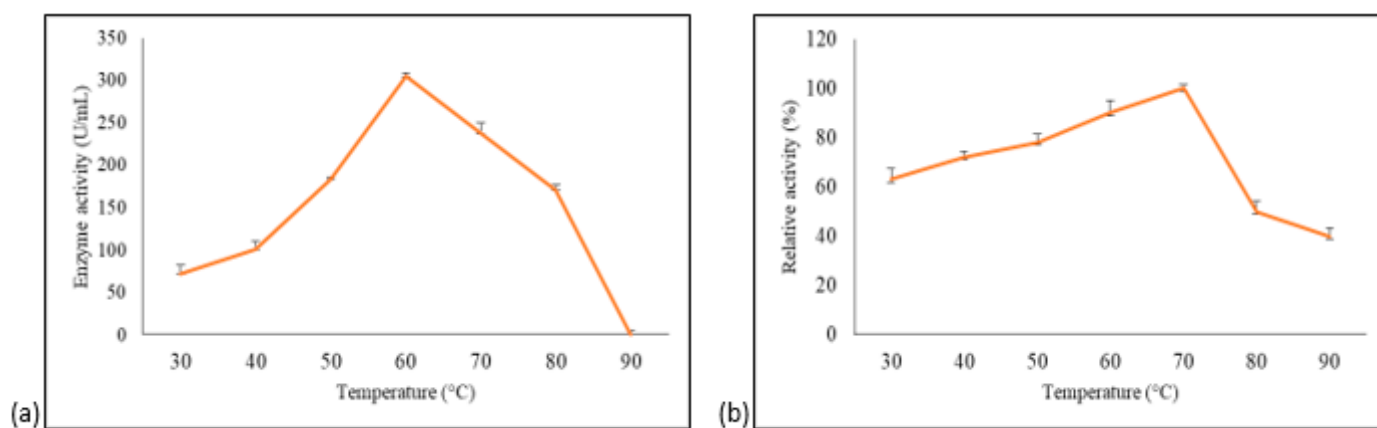 350
300
250
200
150
100
50
0
Enzyme activity (U/mL)
30 40 50 60 70 80 90
Temperature (°C)
(a)
120
100
80
60
40
20
0
Relative activity (%)
30 40 50 60 70 80 90
Temperature (°C)
(b)